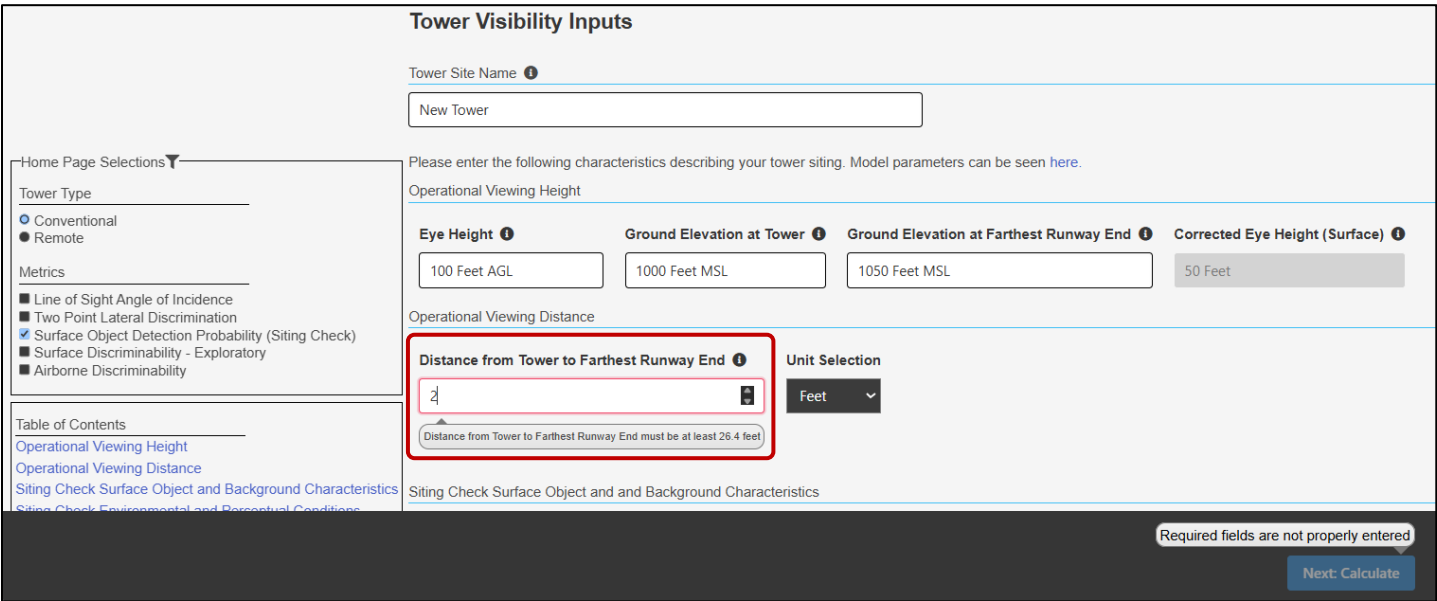 Tower Visibility Inputs
Tower Site Name
New Tower
Home Page Selections
Tower Type
Conventional
Remote
Metrics
Line of Sight Angle of Incidence
Two Point Lateral Discrimination
Surface Object Detection Probability (Siting Check)
Surface Discriminability - Exploratory
Airborne Discriminability
Table of Contents
Operational Viewing Height
Operational Viewing Distance
Siting Check Surface Object and Background Characteristics
Siting Check Environmental and Perceptual Conditions
Please enter the following characteristics describing your tower siting. Model parameters can be seen here.
Operational Viewing Height
Eye Height Ground Elevation at Tower Ground Elevation at Farthest Runway End Corrected Eye Height (Surface)
100 Feet AGL 1000 Feet MSL 1050 Feet MSL 50 Feet
Operational Viewing Distance
Distance from Tower to Farthest Runway End Unit Selection
2 Feet
Distance from Tower to Farthest Runway End must be at least 26.4 feet
Siting Check Surface Object and and Background Characteristics
Required fields are not properly entered
Next: Calculate